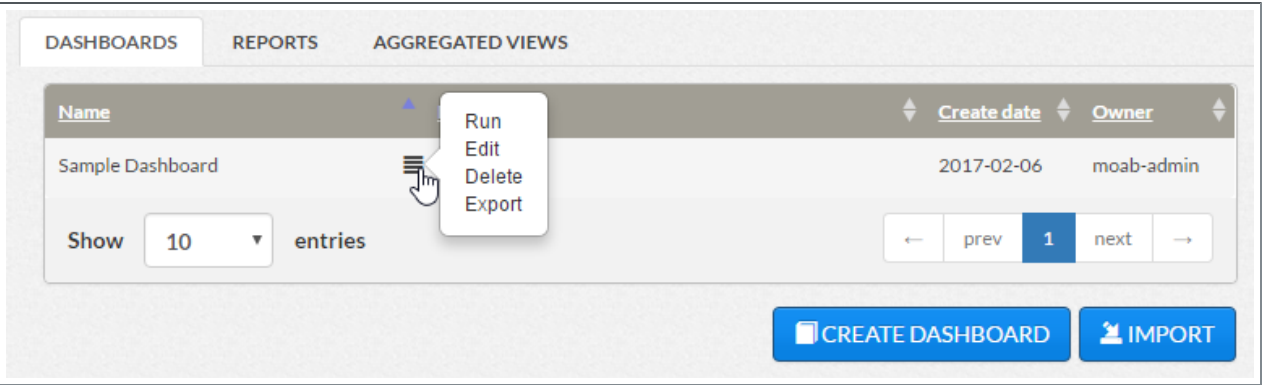 DASHBOARDS REPORTS AGGREGATED VIEWS
Name Create date Owner
Run
Edit
Delete
Export
Sample Dashboard 2017-02-06 moab-admin
Show 10 entries ← prev 1 next →
CREATE DASHBOARD IMPORT